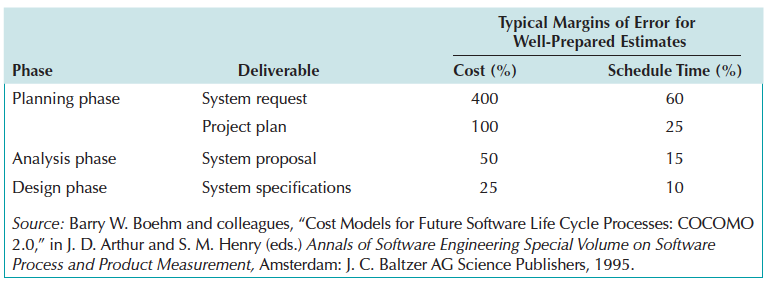 Typical Margins of Error for
Well-Prepared Estimates
Phase Deliverable Cost (%) Schedule Time (%)
Planning phase System request 400 60
Project plan 100 25
Analysis phase System proposal 50 15
Design phase System specifications 25 10
Source: Barry W. Boehm and colleagues, “Cost Models for Future Software Life Cycle Processes: COCOMO
2.0,” in J. D. Arthur and S. M. Henry (eds.) Annals of Software Engineering Special Volume on Software
Process and Product Measurement, Amsterdam: J. C. Baltzer AG Science Publishers, 1995.